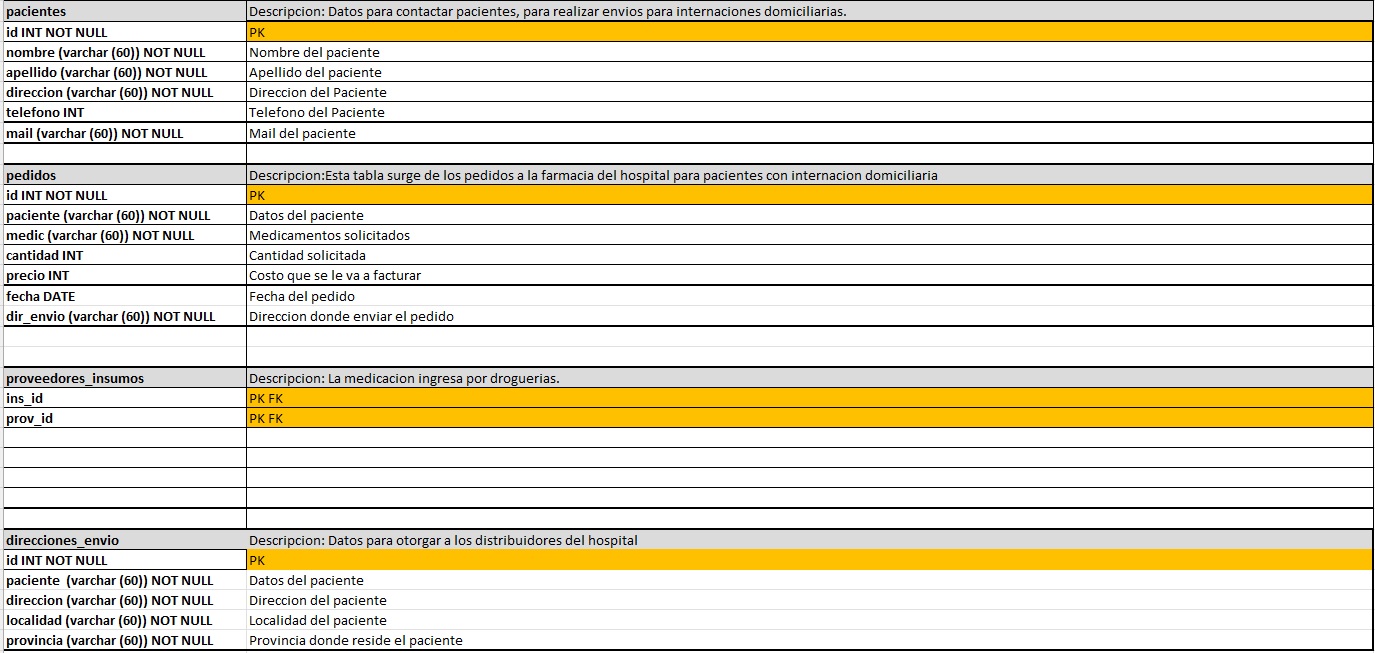 pacientes Descripcion: Datos para contactar pacientes, para realizar envios para internaciones domiciliarias.
id INT NOT NULL PK
nombre (varchar (60)) NOT NULL Nombre del paciente
apellido (varchar (60)) NOT NULL Apellido del paciente
direccion (varchar (60)) NOT NULL Direccion del Paciente
telefono INT Telefono del Paciente
mail (varchar (60)) NOT NULL Mail del paciente
pedidos Descripcion:Esta tabla surge de los pedidos a la farmacia del hospital para pacientes con internacion domiciliaria
id INT NOT NULL PK
paciente (varchar (60)) NOT NULL Datos del paciente
medic (varchar (60)) NOT NULL Medicamentos solicitados
cantidad INT Cantidad solicitada
precio INT Costo que se le va a facturar
fecha DATE Fecha del pedido
dir_envio (varchar (60)) NOT NULL Direccion donde enviar el pedido
proveedores_insumos Descripcion: La medicacion ingresa por droguerias.
ins_id PK FK
prov_id PK FK
direcciones_envio Descripcion: Datos para otorgar a los distribuidores del hospital
id INT NOT NULL PK
paciente (varchar (60)) NOT NULL Datos del paciente
direccion (varchar (60)) NOT NULL Direccion del paciente
localidad (varchar (60)) NOT NULL Localidad del paciente
provincia (varchar (60)) NOT NULL Provincia donde reside el paciente